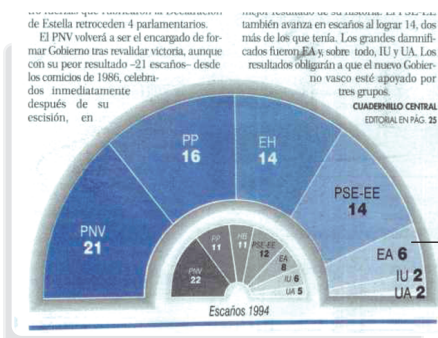 de Estella retroceden 4 parlamentarios.
El PNV volverá a ser el encargado de for-
mar Gobierno tras revalidar victoria, aunque
con su peor resultado –21 escaños– desde
los comicios de 1986, celebra-
dos inmediatamente
después de su
escisión, en
también avanza en escaños al lograr 14, dos
más de los que tenía. Los grandes damnifi-
cados fueron EA y, sobre todo, IU y UA. Los
resultados obligarán a que el nuevo Gobier-
no vasco esté apoyado por
tres grupos.
CUADERNILLO CENTRAL
EDITORIAL EN PÁG. 25
PNV
21
PP
16
EH
14
PSE-EE
14
EA 6
IU 2
UA 2
PNV
22
PP
11
HB
11
PSE-EE
12
EA
8
IU 6
UA 5
Escaños 1994